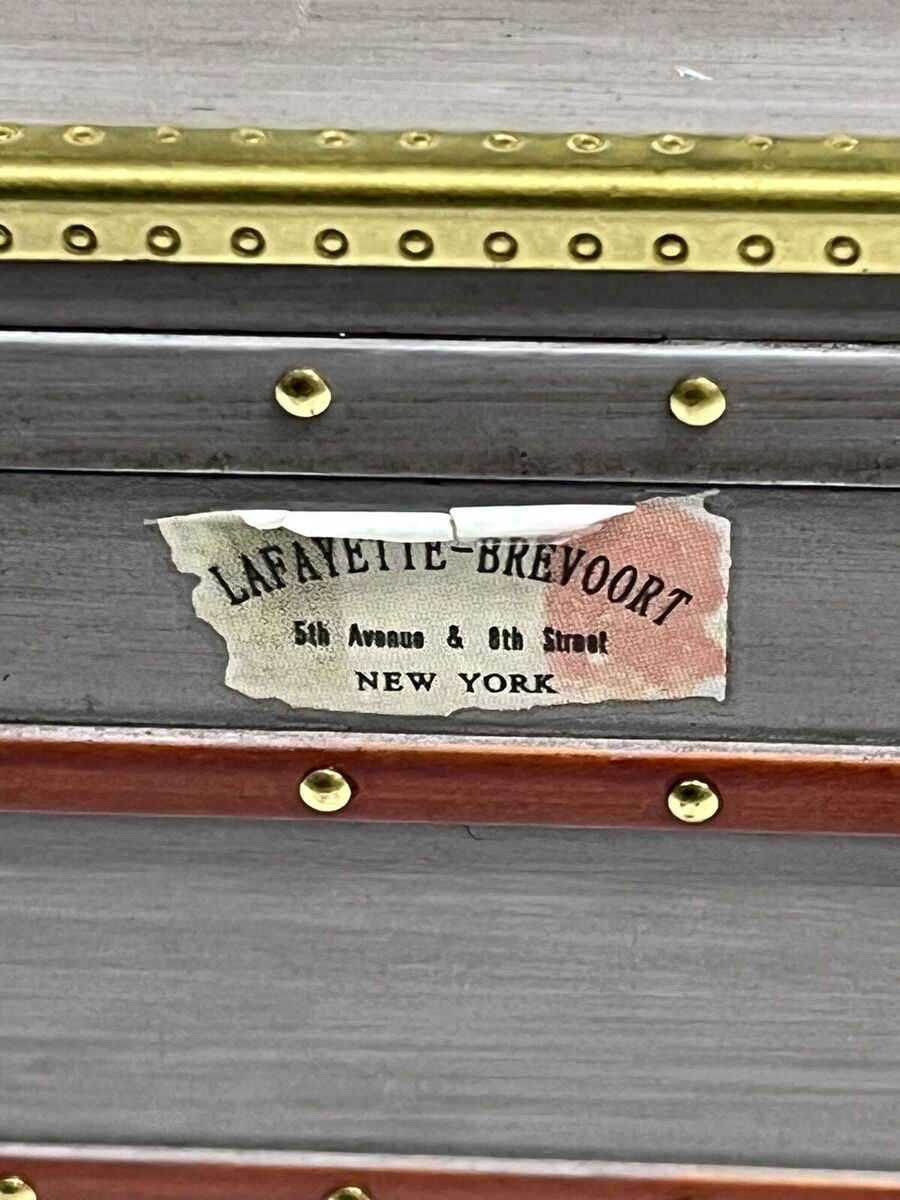 LAFAYETTE-BREVOORT
5th Avenue & 8th Street
NEW YORK